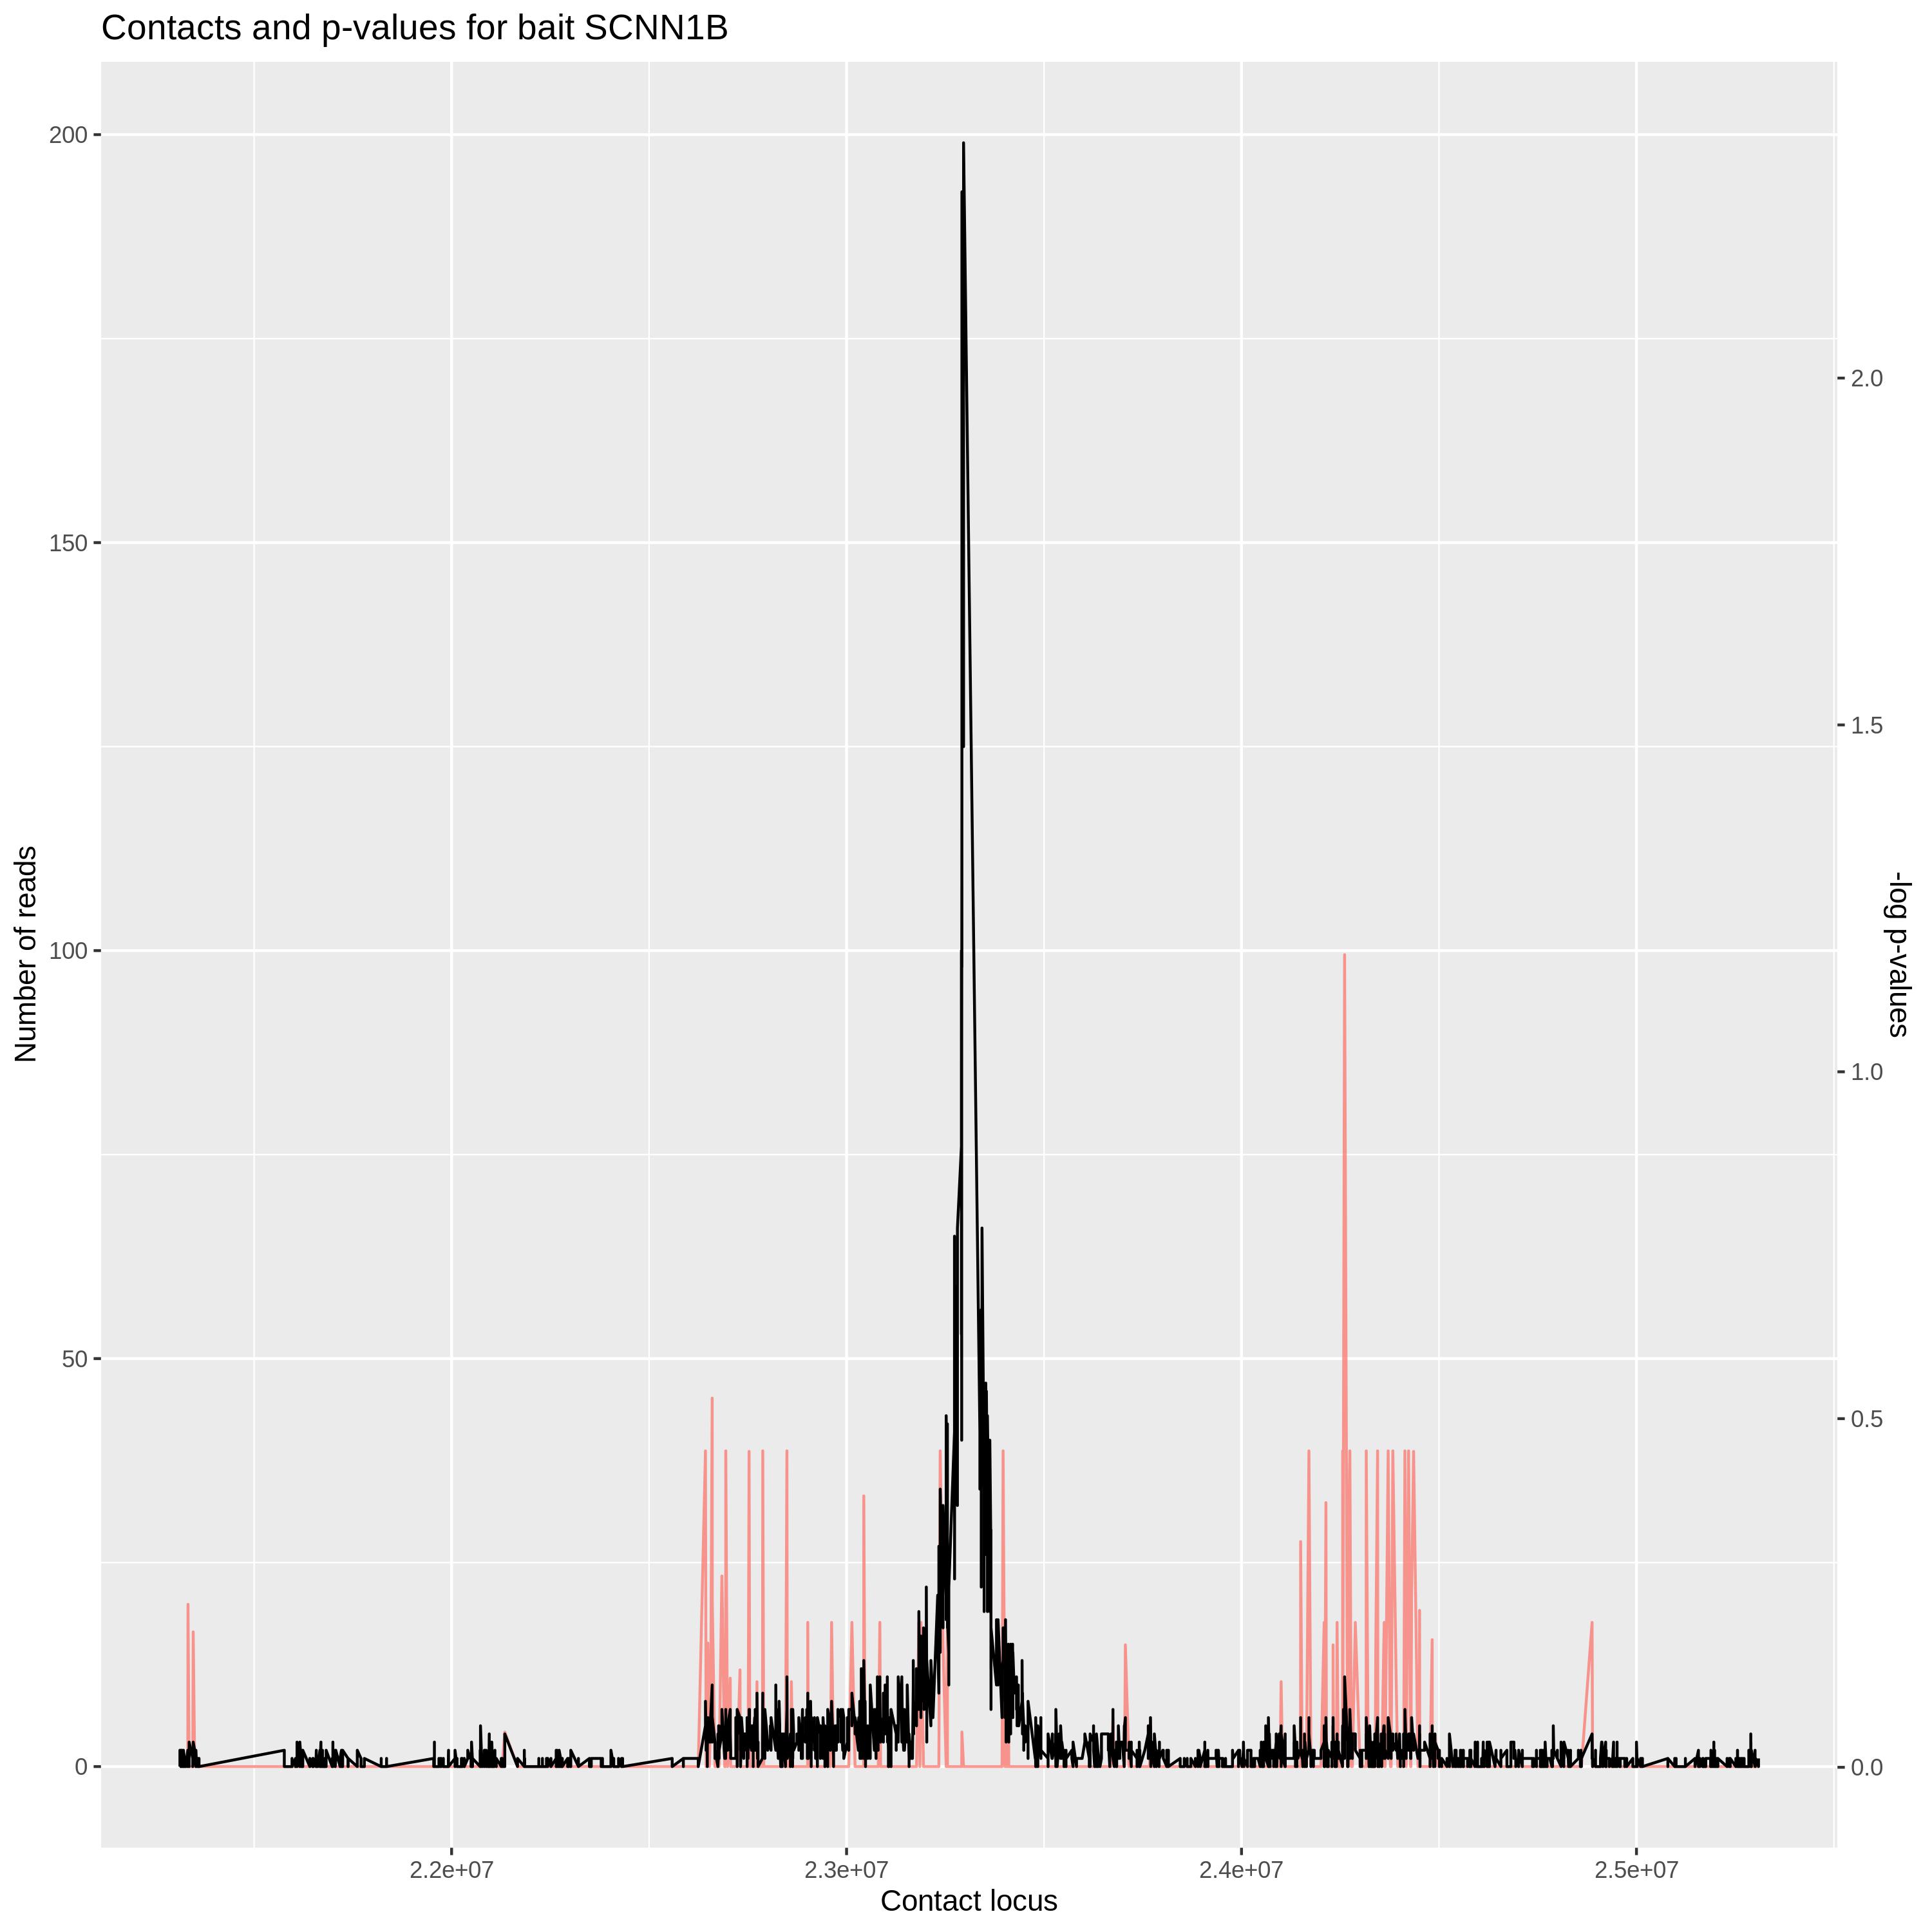 Contacts and p-values for bait SCNN1B
200
150
100
50
0
Number of reads
2.0
1.5
1.0
0.5
0.0
-log p-values
2.2e+07
2.3e+07
2.4e+07
2.5e+07
Contact locus